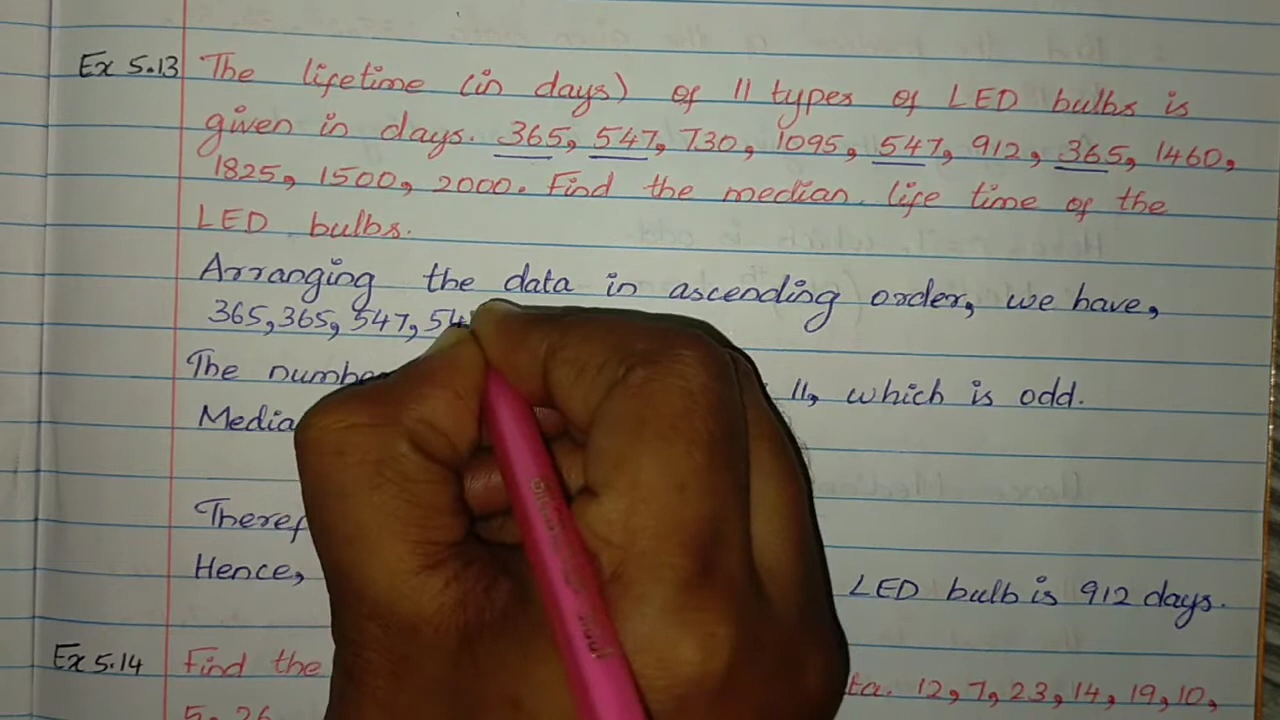 Ex 5.13 The lifetime (in days) of 11 types of LED bulbs is
given in days. 365, 547, 730, 1095, 547, 912, 365, 1460,
1825, 1500, 2000. Find the median life time of the
LED bulbs.
Arranging the data in ascending order, we have,
365, 365, 547, 54
The numbe 11, which is odd.
Media
Theref
Hence, LED bulb is 912 days.
Ex 5.14 Find the ta. 12, 7, 23, 14, 19, 10,
5, 26